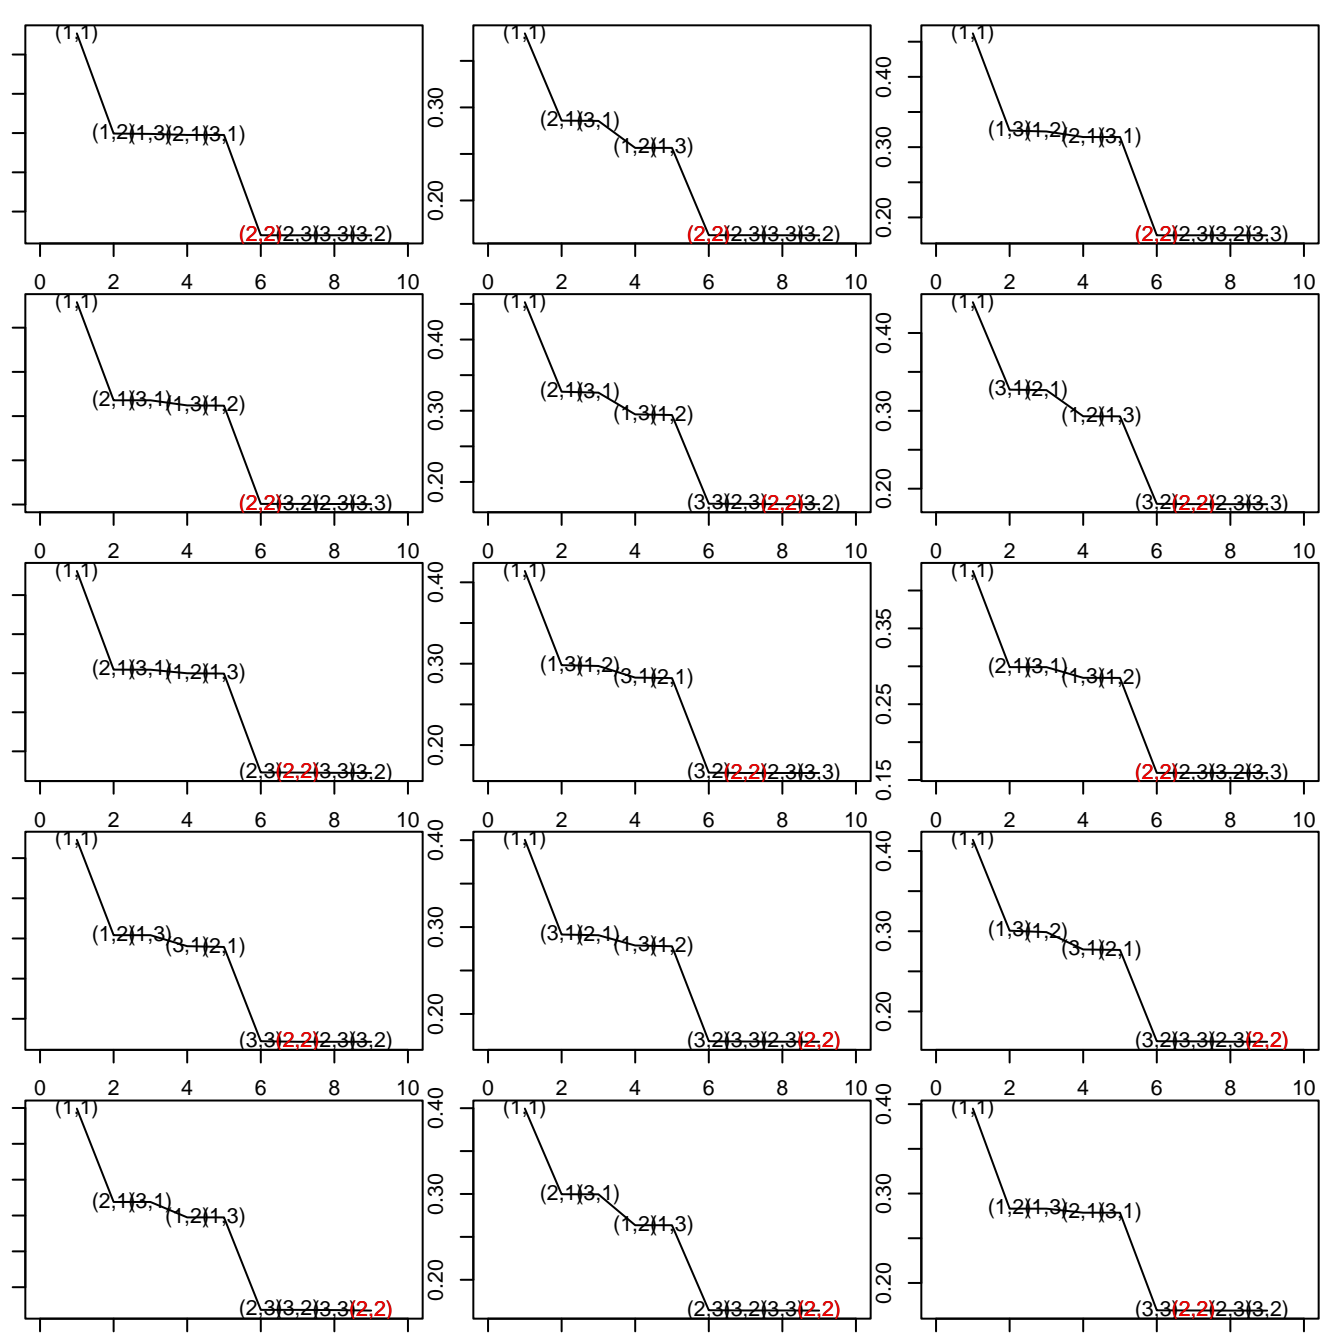 (1,1) (1,1) (1,1)
0.30 0.40
(1,2)(1,3)(2,1)(3,1) (2,1)(3,1) (1,3)(1,2)(2,1)(3,1)
(1,2)(1,3) 0.30
0.20 0.20
(2,2)(2,3)(3,3)(3,2) (2,2)(2,3)(3,3)(3,2) (2,2)(2,3)(3,2)(3,3)
0 2 4 6 8 10 0 2 4 6 8 10 0 2 4 6 8 10
(1,1) (1,1) (1,1)
0.40 0.40
(2,1)(3,1)(1,3)(1,2) (2,1)(3,1) (3,1)(2,1)
0.30 (1,3)(1,2) 0.30 (1,2)(1,3)
0.20 0.20
(2,2)(3,2)(2,3)(3,3) (3,3)(2,3)(2,2)(3,2) (3,2)(2,2)(2,3)(3,3)
0 2 4 6 8 10 0 2 4 6 8 10 0 2 4 6 8 10
(1,1) 0.40 (1,1) (1,1)
0.35
(2,1)(3,1)(1,2)(1,3) 0.30 (1,3)(1,2)(3,1)(2,1) (2,1)(3,1)(1,3)(1,2)
0.20 0.25
(2,3)(2,2)(3,3)(3,2) (3,2)(2,2)(2,3)(3,3) 0.15 (2,2)(2,3)(3,2)(3,3)
0 2 4 6 8 10 0 2 4 6 8 10 0 2 4 6 8 10
(1,1) 0.40 (1,1) 0.40 (1,1)
(1,2)(1,3)(3,1)(2,1) 0.30 (3,1)(2,1)(1,3)(1,2) 0.30 (1,3)(1,2)(3,1)(2,1)
0.20 0.20
(3,3)(2,2)(2,3)(3,2) (3,2)(3,3)(2,3)(2,2) (3,2)(3,3)(2,3)(2,2)
0 2 4 6 8 10 0 2 4 6 8 10 0 2 4 6 8 10
(1,1) 0.40 (1,1) 0.40 (1,1)
(2,1)(3,1)(1,2)(1,3) 0.30 (2,1)(3,1)(1,2)(1,3) 0.30 (1,2)(1,3)(2,1)(3,1)
0.20 0.20
(2,3)(3,2)(3,3)(2,2) (2,3)(3,2)(3,3)(2,2) (3,3)(2,2)(2,3)(3,2)